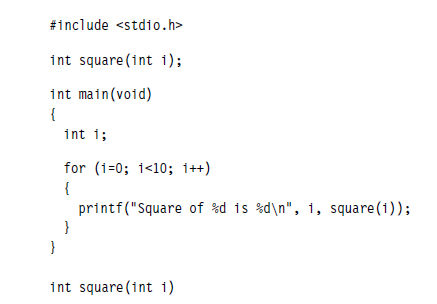 #include <stdio.h>
int square(int i);
int main(void)
{
int i;
for (i=0; i<10; i++)
{
printf("Square of %d is %d\n", i, square(i));
}
}
int square(int i)